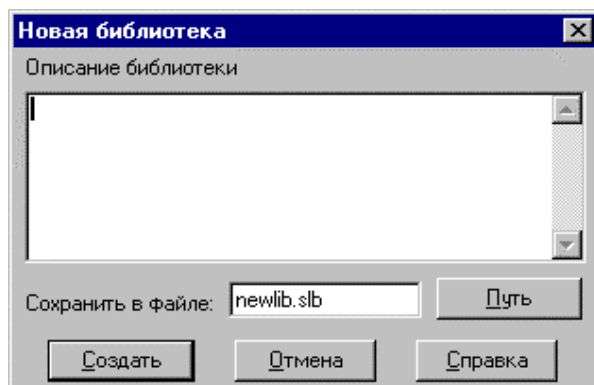 Новая библиотека
Описание библиотеки
Сохранить в файле: newlib.slb Путь
Создать Отмена Справка